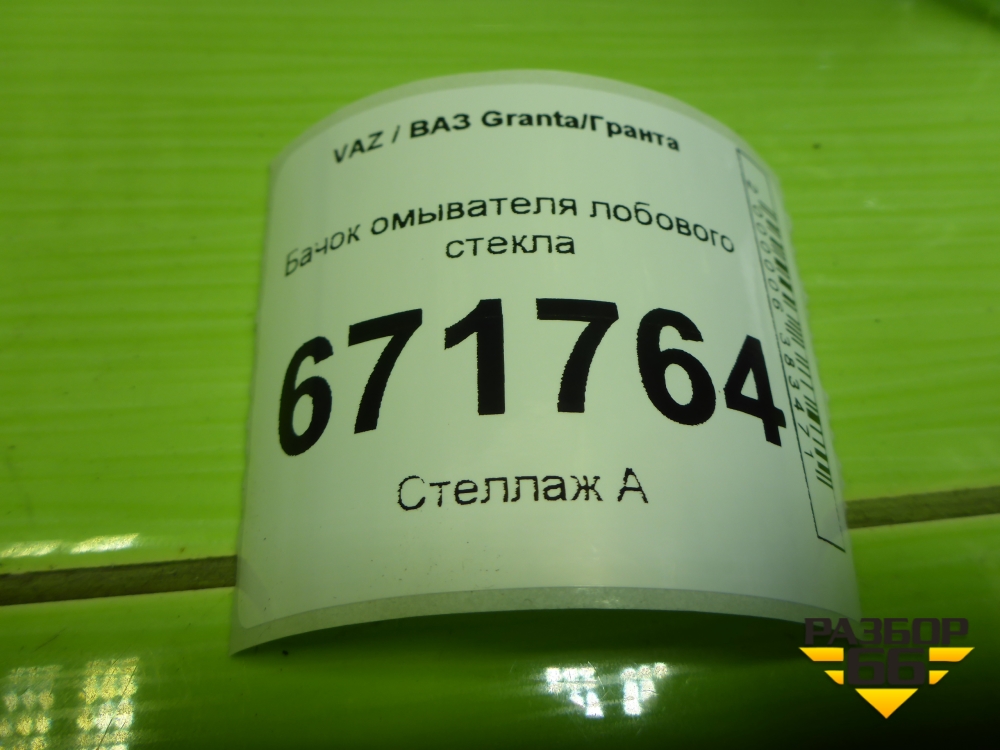 VAZ / ВАЗ Granta/Гранта
Бачок омывателя лобового
стекла
671764
Стеллаж А
РАЗБОР
66